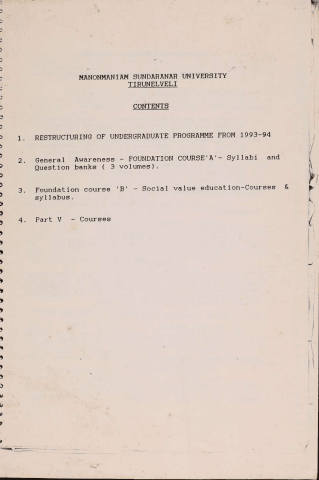 MANONMANIAM SUNDARANAR UNIVERSITY
TIRUNELVELI
CONTENTS
1. RESTRUCTURING OF UNDERGRADUATE PROGRAMME FROM 1993-94
2. General Awareness - FOUNDATION COURSE'A'- Syllabi and
Question banks ( 3 volumes).
3. Foundation course 'B' - Social value education-Courses &
syllabus.
4. Part V - Courses